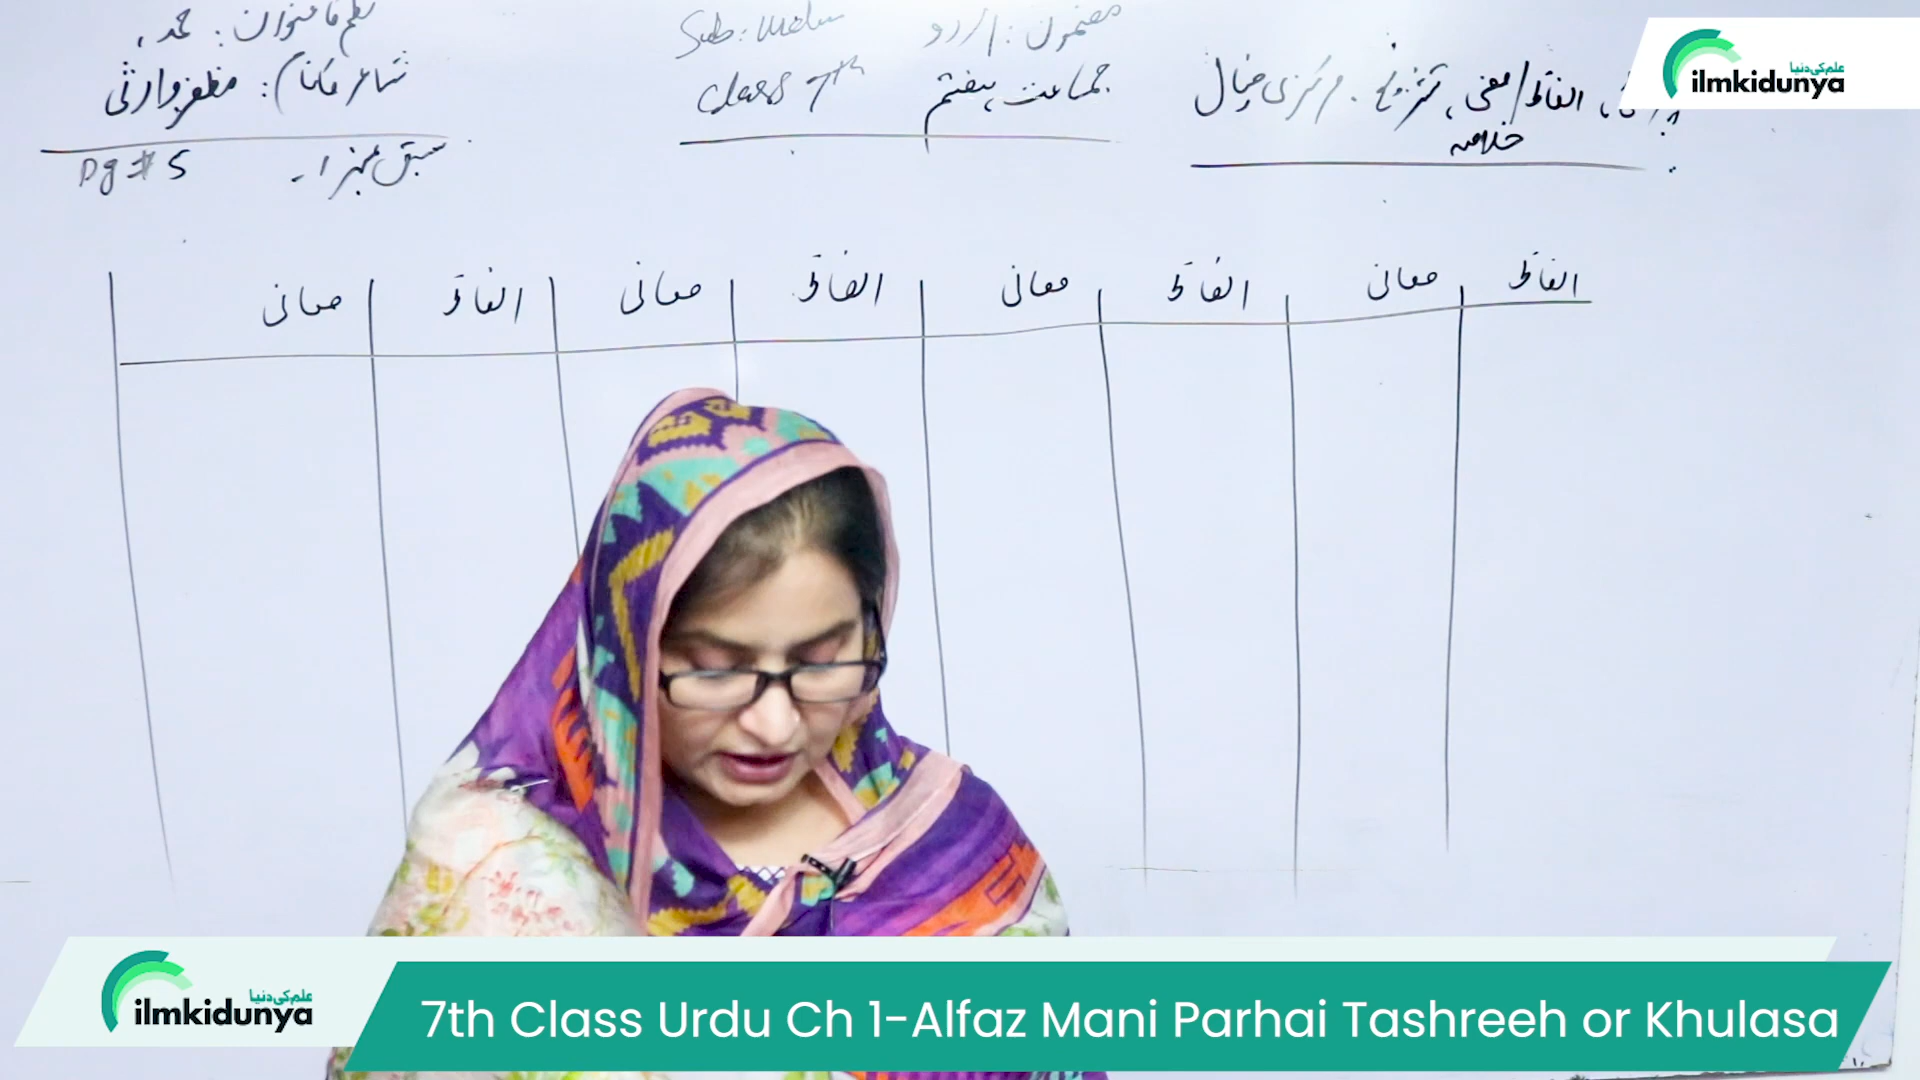 نظم کا عنوان: حمد
شاعر کا نام: مظفر وارثی
سبق نمبر 1۔
Pg # 5
Sub: Urdu
مضمون: اردو
Class 7th
جماعت ہفتم
الفاظ/معنی، تشریح، مرکزی خیال
خلاصہ
علم کی دنیا
ilmkidunya
الفاظ معانی الفاظ معانی الفاظ معانی الفاظ معانی
علم کی دنیا
ilmkidunya
7th Class Urdu Ch 1-Alfaz Mani Parhai Tashreeh or Khulasa